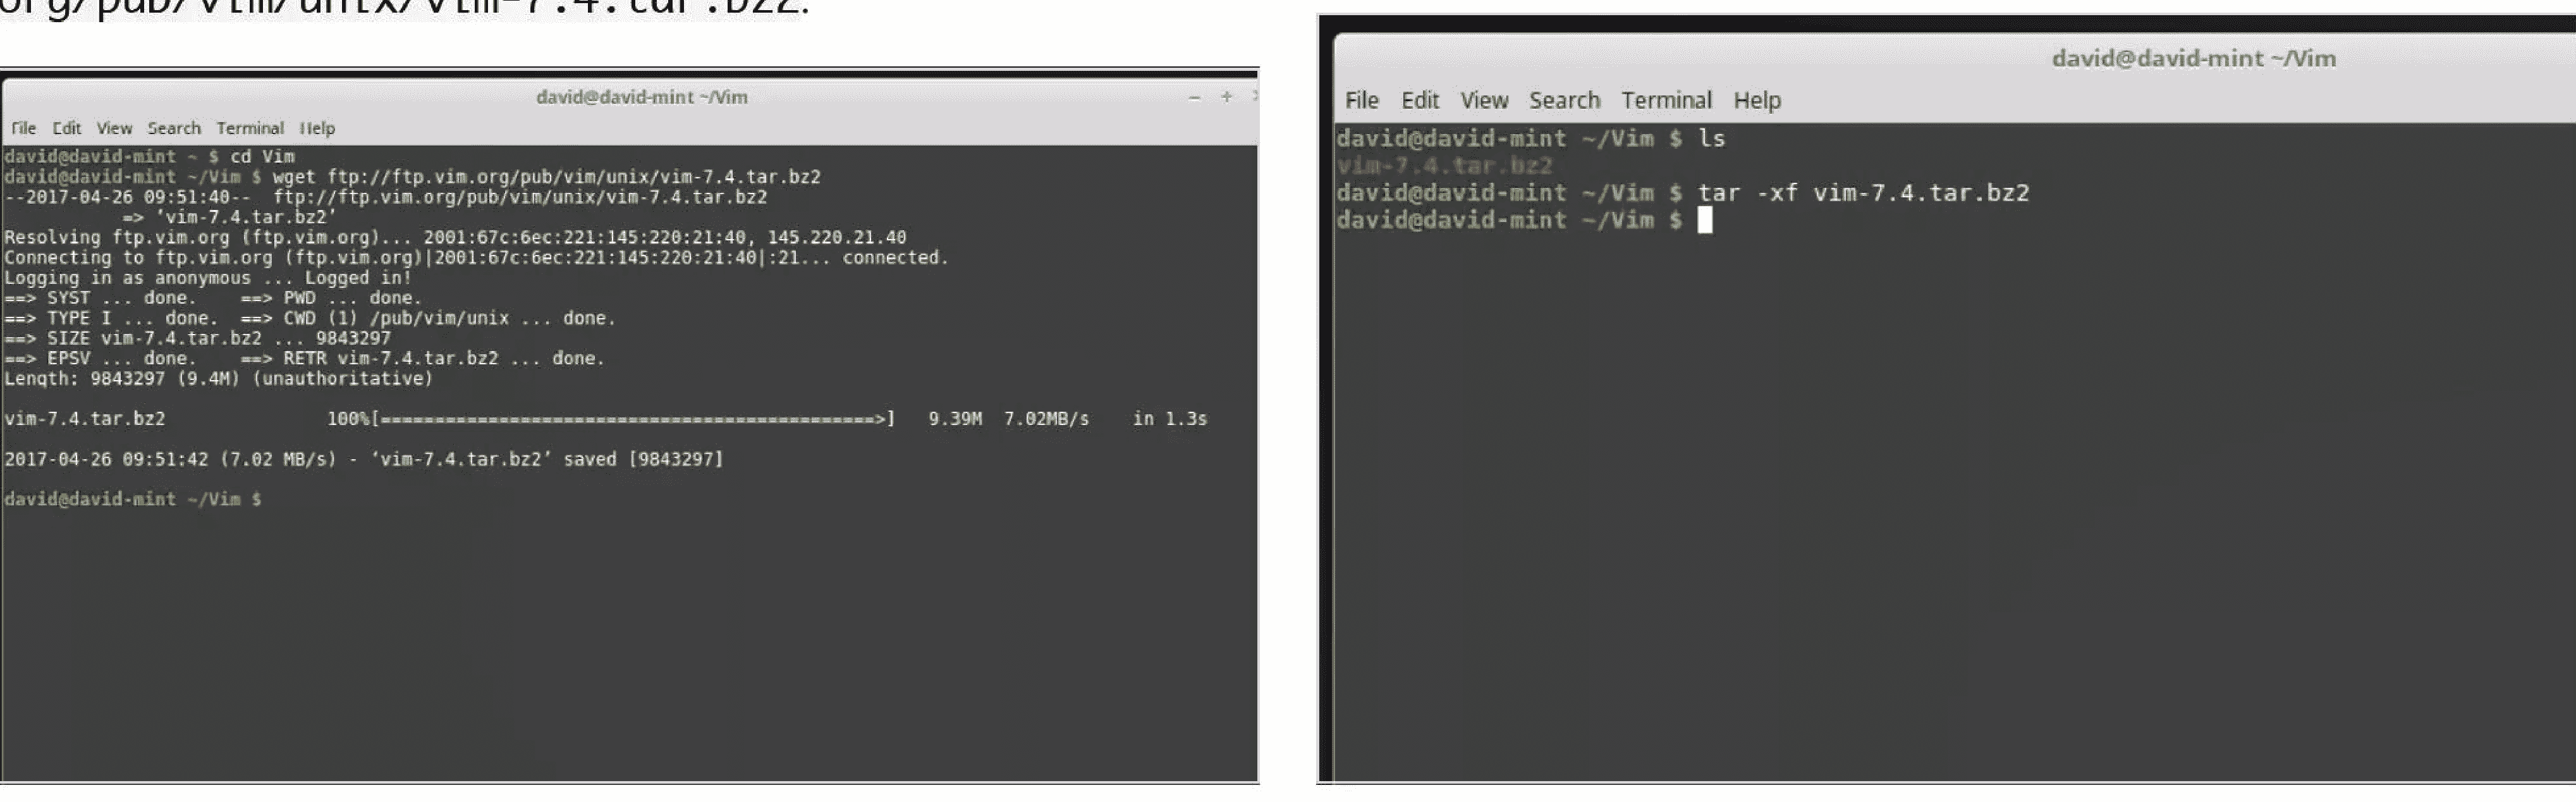 org/pub/vim/unix/vim-7.4.tar.bz2.
david@david-mint ~/Vim
File Edit View Search Terminal Help
david@david-mint ~ $ cd Vim
david@david-mint ~/Vim $ wget ftp://ftp.vim.org/pub/vim/unix/vim-7.4.tar.bz2
--2017-04-26 09:51:40-- ftp://ftp.vim.org/pub/vim/unix/vim-7.4.tar.bz2
=> ‘vim-7.4.tar.bz2’
Resolving ftp.vim.org (ftp.vim.org)... 2001:67c:6ec:221:145:220:21:40, 145.220.21.40
Connecting to ftp.vim.org (ftp.vim.org)|2001:67c:6ec:221:145:220:21:40|:21... connected.
Logging in as anonymous ... Logged in!
==> SYST ... done. ==> PWD ... done.
==> TYPE I ... done. ==> CWD (1) /pub/vim/unix ... done.
==> SIZE vim-7.4.tar.bz2 ... 9843297
==> EPSV ... done. ==> RETR vim-7.4.tar.bz2 ... done.
Length: 9843297 (9.4M) (unauthoritative)
vim-7.4.tar.bz2 100%[==============================================>] 9.39M 7.02MB/s in 1.3s
2017-04-26 09:51:42 (7.02 MB/s) - ‘vim-7.4.tar.bz2’ saved [9843297]
david@david-mint ~/Vim $
david@david-mint ~/Vim
File Edit View Search Terminal Help
david@david-mint ~/Vim $ ls
vim-7.4.tar.bz2
david@david-mint ~/Vim $ tar -xf vim-7.4.tar.bz2
david@david-mint ~/Vim $